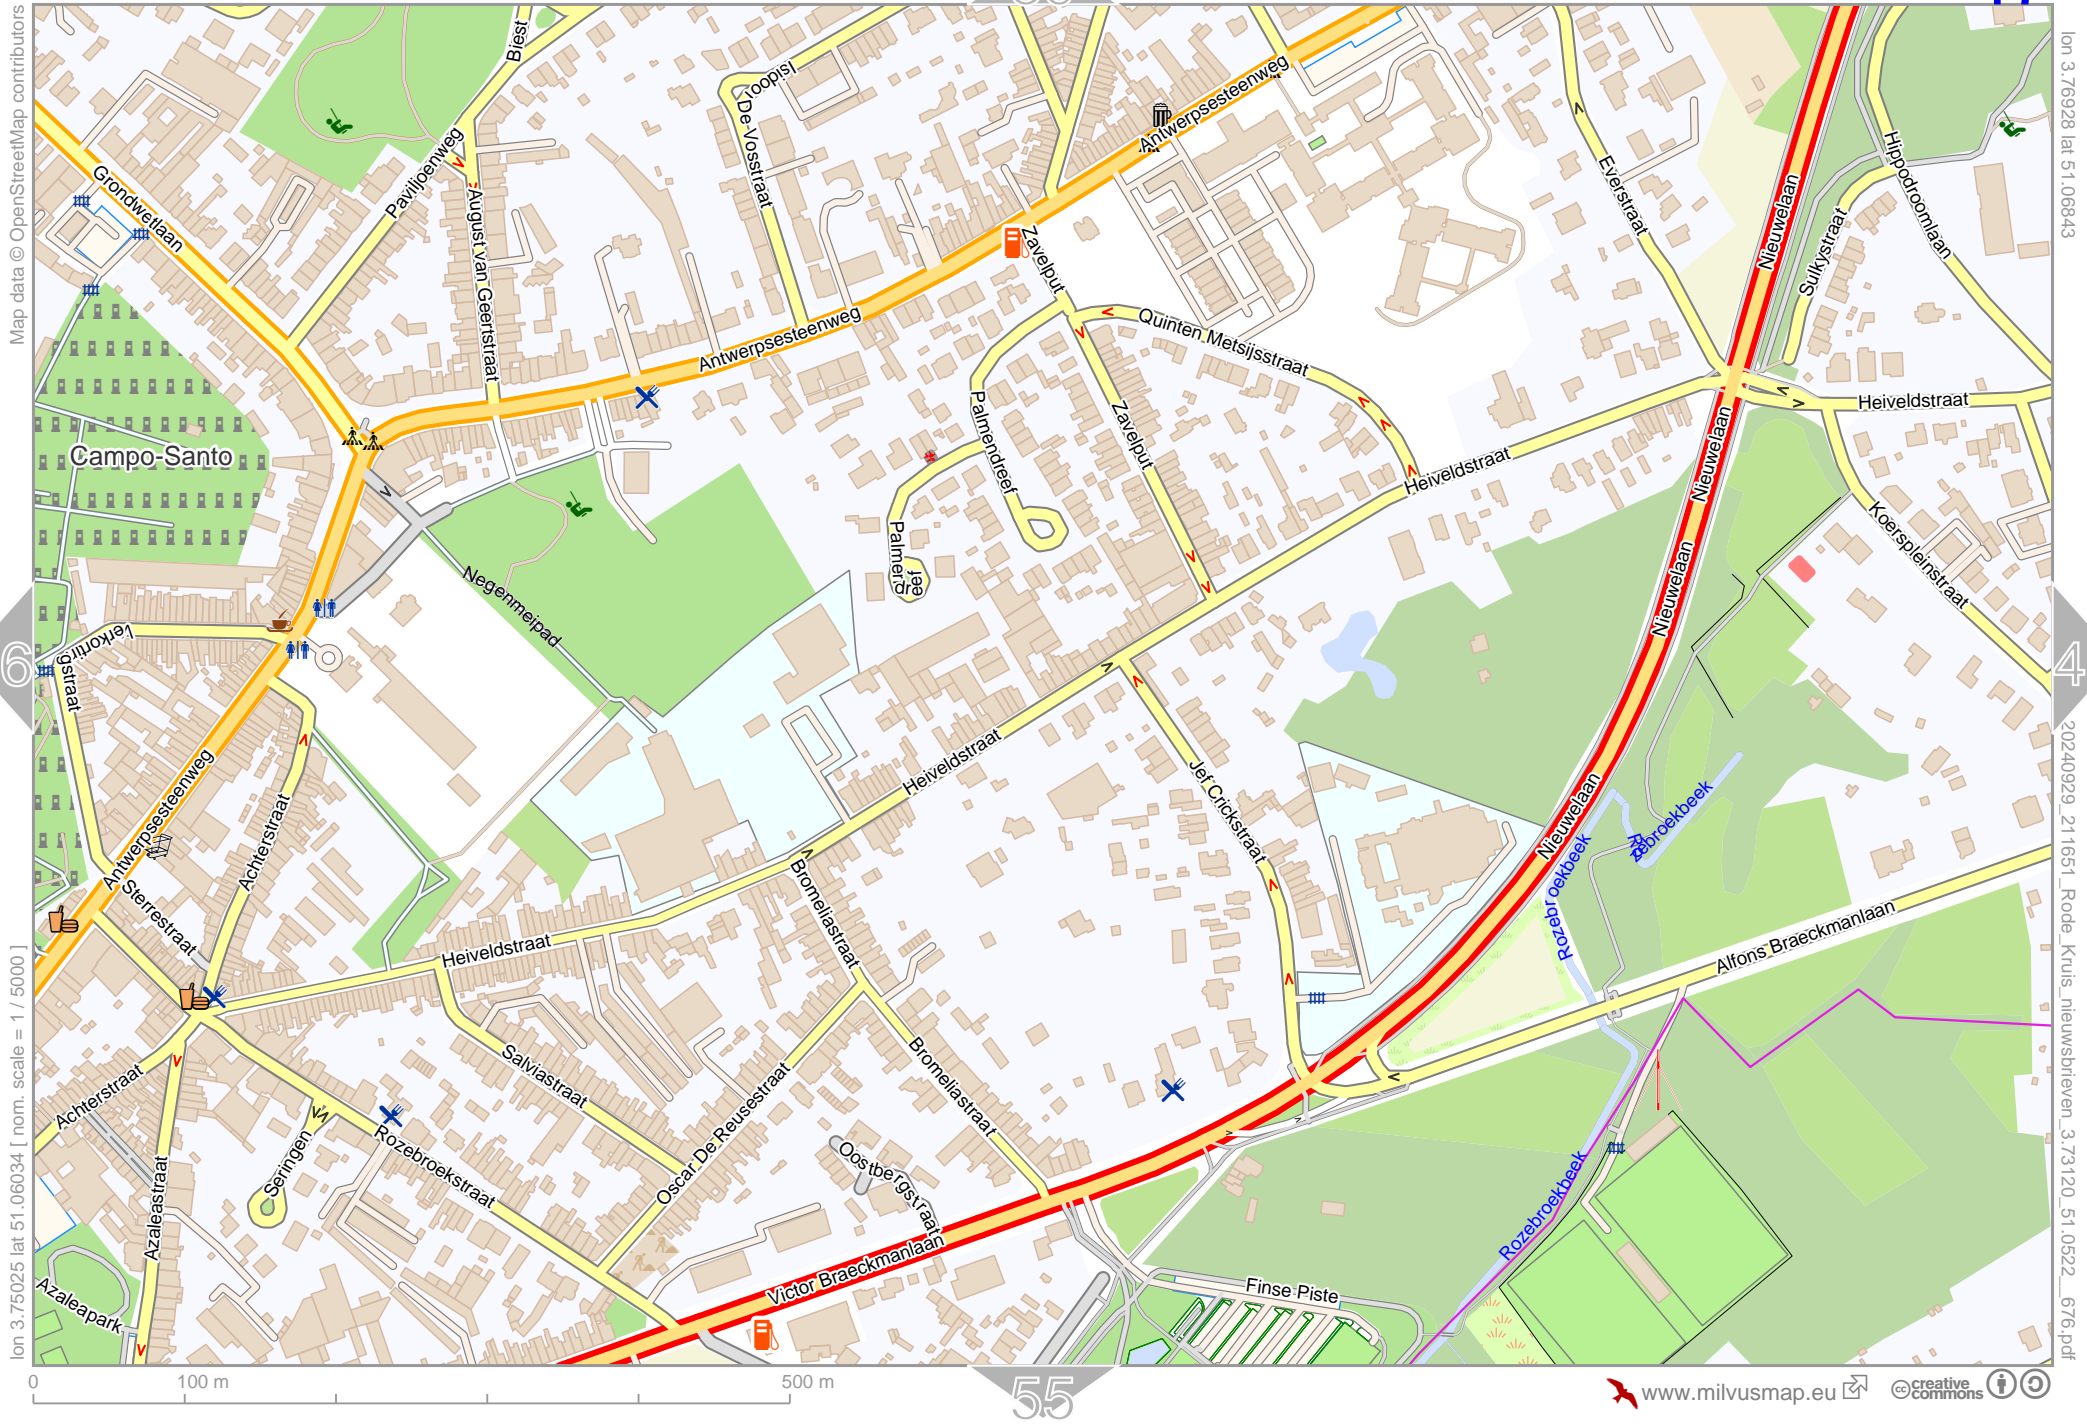 Map data © OpenStreetMap contributors
lon 3.75025 lat 51.06034 [ nom. scale = 1 / 5000 ]
lon 3.76928 lat 51.06843
20240929_211651_Rode_Kruis_nieuwsbrieven_3.73120_51.0522__676.pdf
Biest
Isidoor
De Vosstraat
Antwerpsesteenweg
Grondwetlaan
Paviljoenweg
August van Geertstraat
Everstraat
Nieuwelaan
Hippodroomlaan
Sulkystraat
Zavelput
Quinten Metsijsstraat
Antwerpsesteenweg
Heiveldstraat
Palmendreef
Zavelput
Nieuwelaan
Campo-Santo
Heiveldstraat
Koerspleinstraat
Palmendreef
Negenmeipad
Nieuwelaan
Verkortingstraat
6
4
Antwerpsesteenweg
Achterstraat
Heiveldstraat
Jef Crickstraat
Nieuwelaan
Rozebroekbeek
Rozebroekbeek
Sterrestraat
Bromeliastraat
Heiveldstraat
Alfons Braeckmanlaan
Achterstraat
Salviastraat
Bromeliastraat
Oscar De Reusestraat
Seringen
Rozebroekstraat
Oostbergstraat
Rozebroekbeek
Azaleastraat
Azaleapark
Victor Braeckmanlaan
Finse Piste
0
100 m
500 m
55
www.milvusmap.eu
cc creative commons